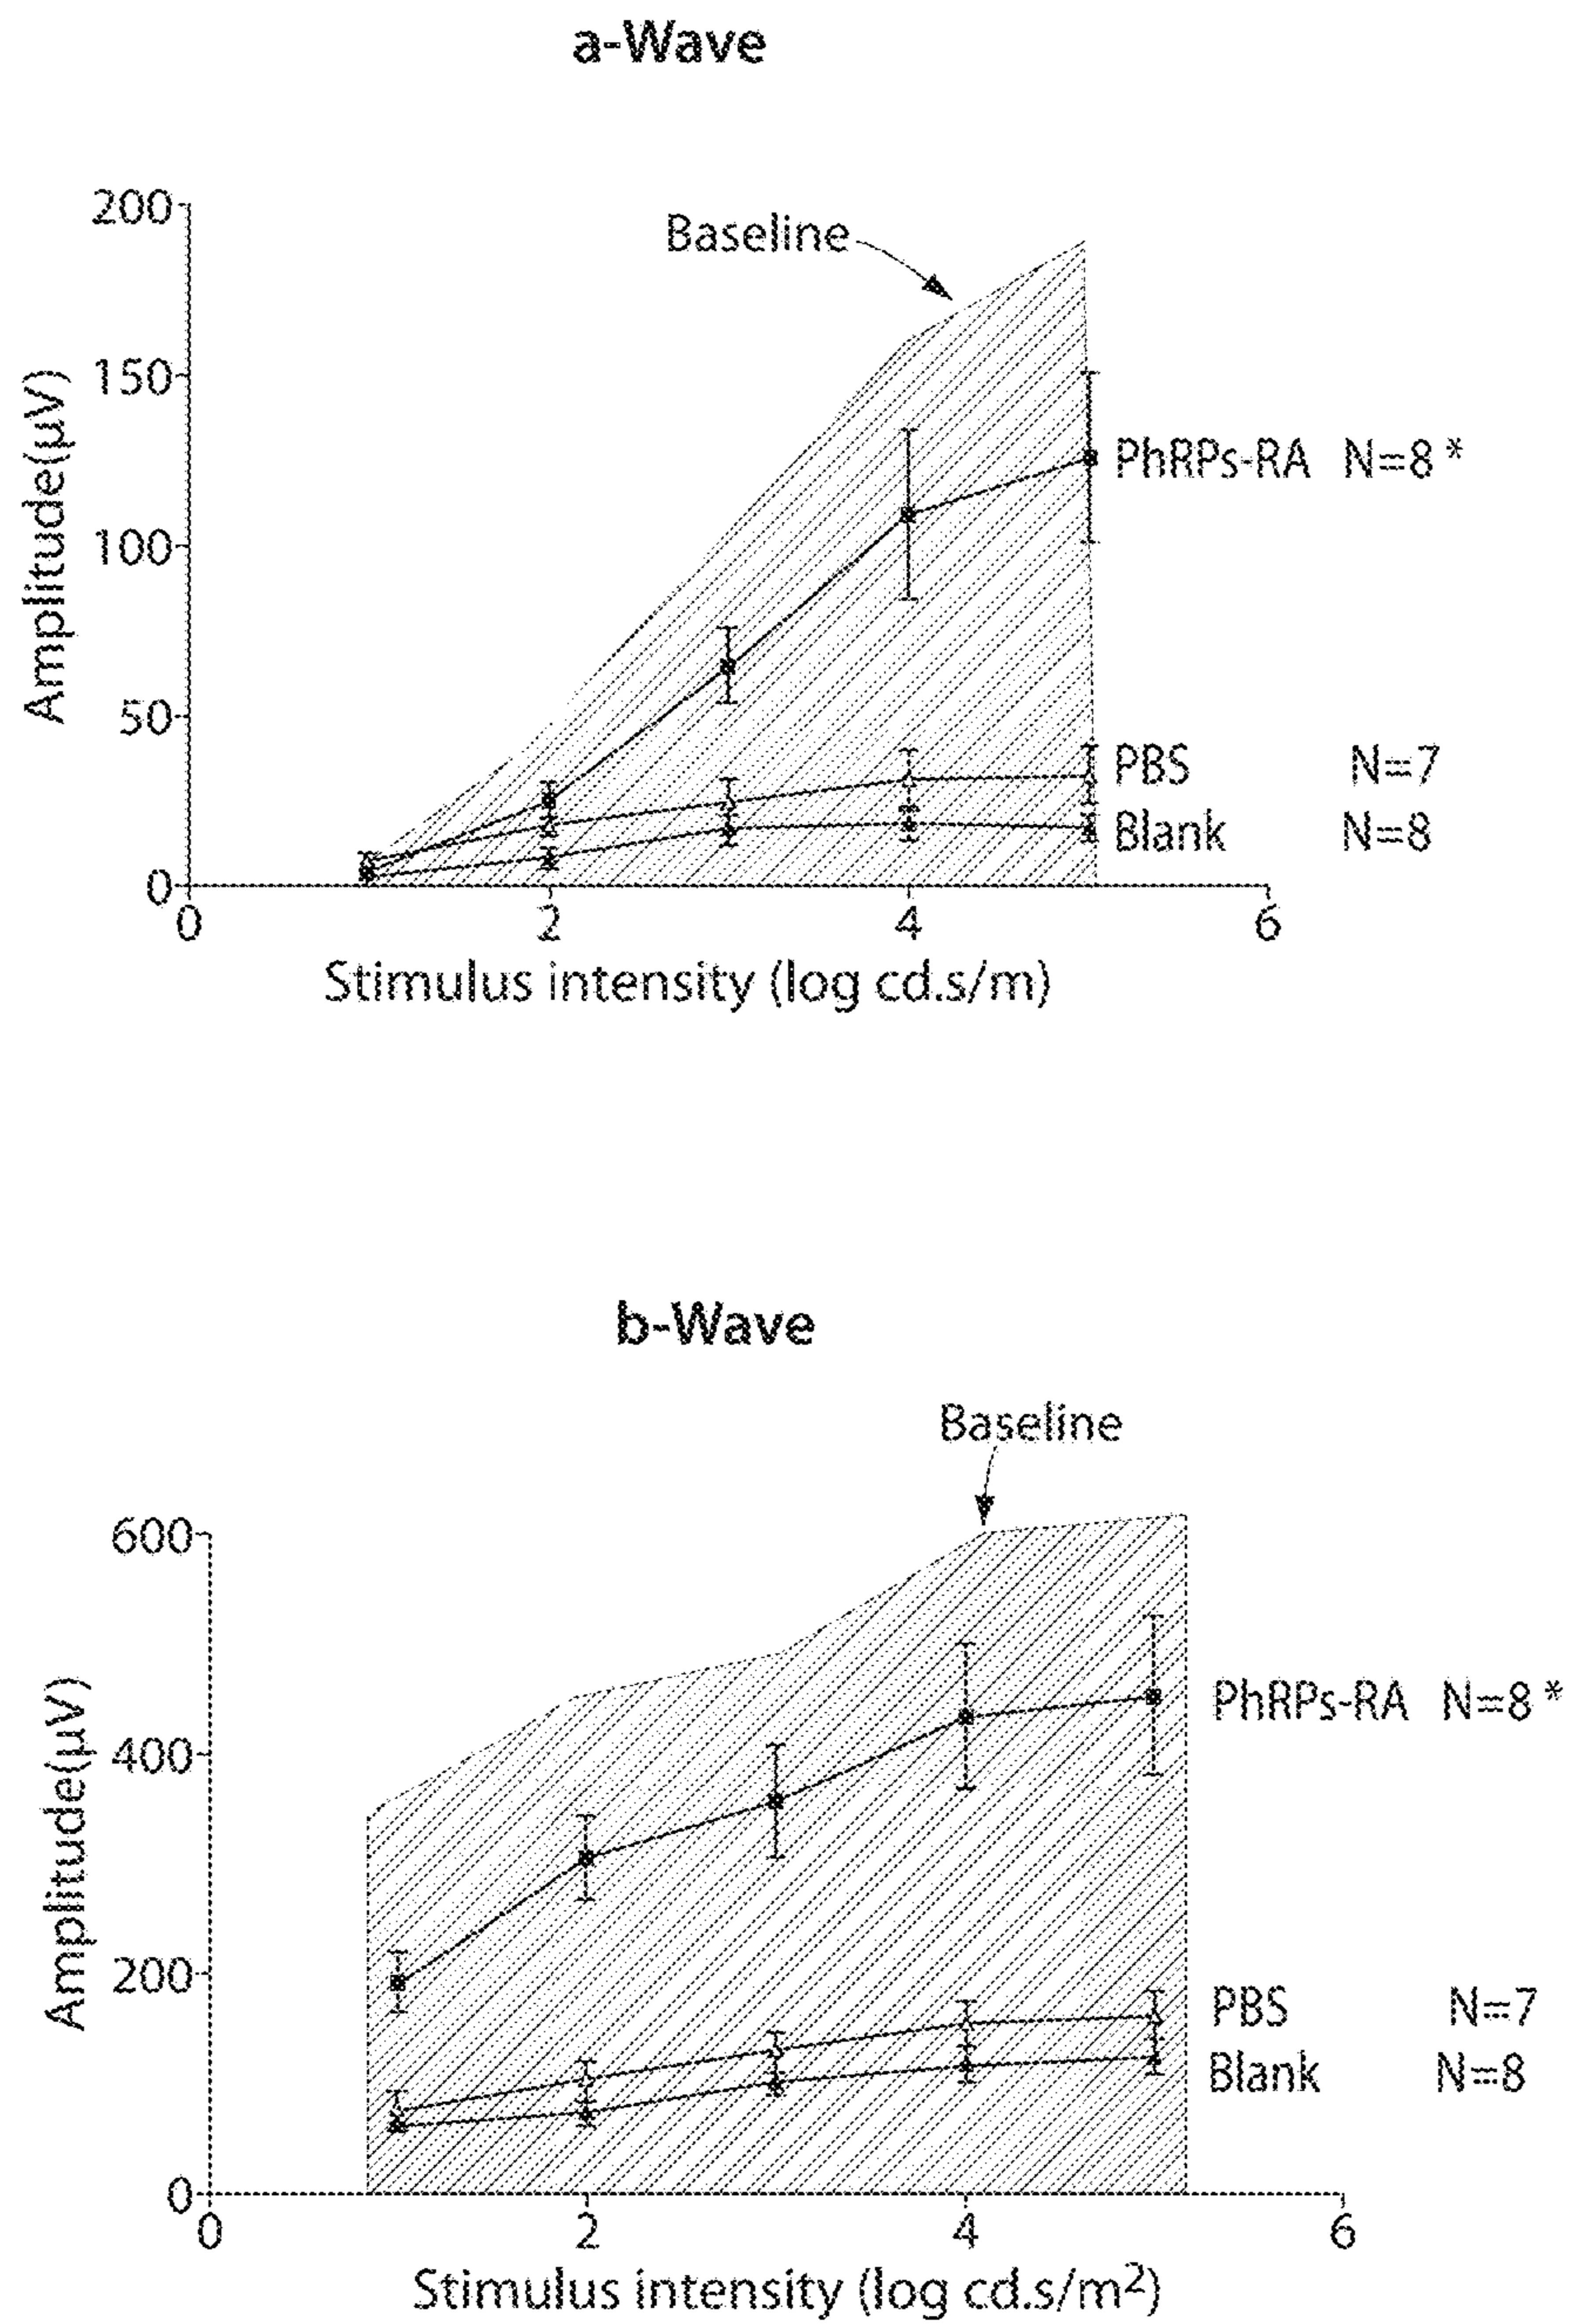 a-Wave
200
Baseline
150
PhRPs-RA N=8 *
100
Amplitude(µV)
50
PBS N=7
Blank N=8
0
0 2 4 6
Stimulus intensity (log cd.s/m)
b-Wave
Baseline
600
PhRPs-RA N=8 *
400
Amplitude(µV)
200
PBS N=7
Blank N=8
0
0 2 4 6
Stimulus intensity (log cd.s/m²)